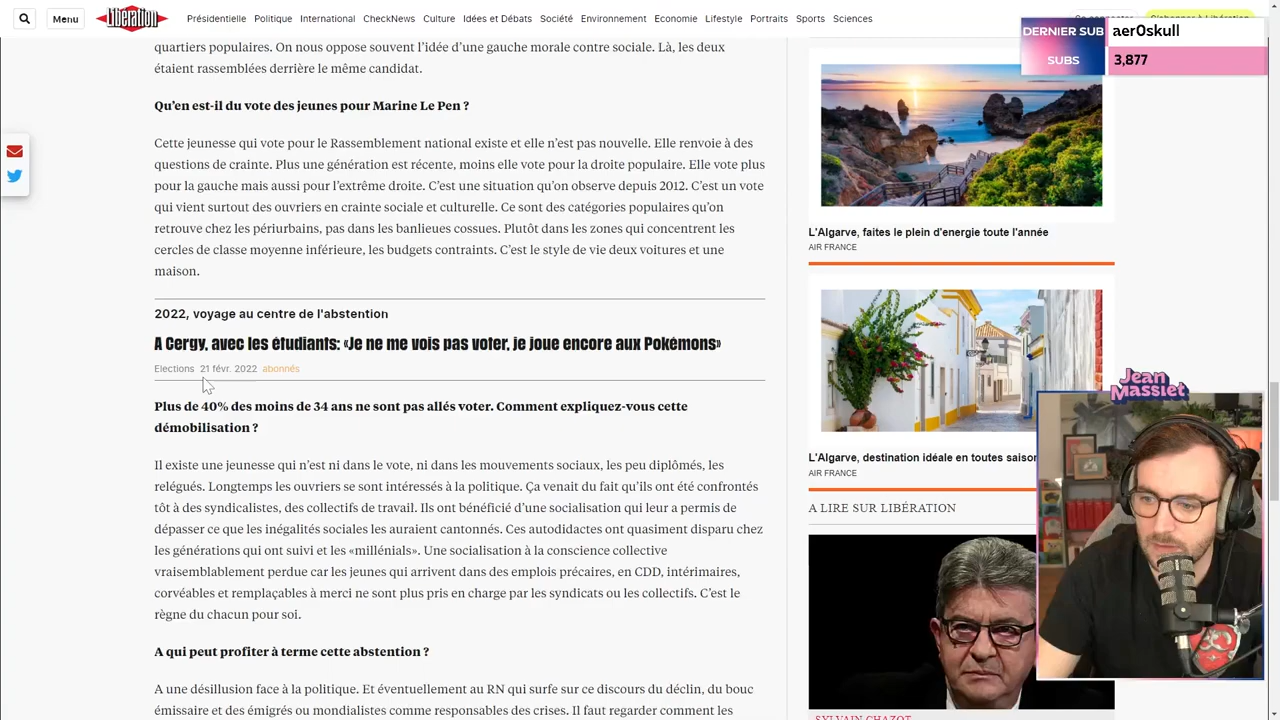 Menu
Libération
Présidentielle
Politique
International
CheckNews
Culture
Idées et Débats
Société
Environnement
Economie
Lifestyle
Portraits
Sports
Sciences
DERNIER SUB
aer0skull
SUBS
3,877
quartiers populaires. On nous a posé souvent l'idée d'une gauche morale contre sociale. Là, les deux
étaient rassemblées derrière le même candidat.
Qu'en est-il du vote des jeunes pour Marine Le Pen ?
Cette jeunesse qui vote pour le Rassemblement national existe et elle n'est pas nouvelle. Elle renvoie à des
questions de crainte. Plus une génération est récente, moins elle vote pour la droite populaire. Elle vote plus
pour la gauche mais aussi pour l'extrême droite. C'est une situation qu'on observe depuis 2012. C'est un vote
qui vient surtout des ouvriers en crainte sociale et culturelle. Ce sont des catégories populaires qu'on
retrouve chez les périurbains, pas dans les banlieues cossues. Plutôt dans les zones qui concentrent les
cercles de classe moyenne inférieure, les budgets contraints. C'est le style de vie deux voitures et une
maison.
2022, voyage au centre de l'abstention
A Cergy, avec les étudiants: «Je ne me vois pas voter, je joue encore aux Pokémons»
Elections 21 févr. 2022 abonnés
Plus de 40% des moins de 34 ans ne sont pas allés voter. Comment expliquez-vous cette
démobilisation ?
Il existe une jeunesse qui n'est ni dans le vote, ni dans les mouvements sociaux, les peu diplômés, les
relégués. Longtemps les ouvriers se sont intéressés à la politique. Ça venait du fait qu'ils ont été confrontés
tôt à des syndicalistes, des collectifs de travail. Ils ont bénéficié d'une socialisation qui leur a permis de
dépasser ce que les inégalités sociales les auraient cantonnés. Ces autodidactes ont quasiment disparu chez
les générations qui ont suivi et les «millénials». Une socialisation à la conscience collective
vraisemblablement perdue car les jeunes qui arrivent dans des emplois précaires, en CDD, intérimaires,
corvéables et remplaçables à merci ne sont plus pris en charge par les syndicats ou les collectifs. C'est le
règne du chacun pour soi.
A qui peut profiter à terme cette abstention ?
A une désillusion face à la politique. Et éventuellement au RN qui surfe sur ce discours du déclin, du bouc
émissaire et des émigrés ou mondialistes comme responsables des crises. Il faut regarder comment les
L'Algarve, faites le plein d'energie toute l'année
AIR FRANCE
L'Algarve, destination idéale en toutes saison
AIR FRANCE
A LIRE SUR LIBÉRATION
SYLVAIN CHAZOT
Jean
Massiet